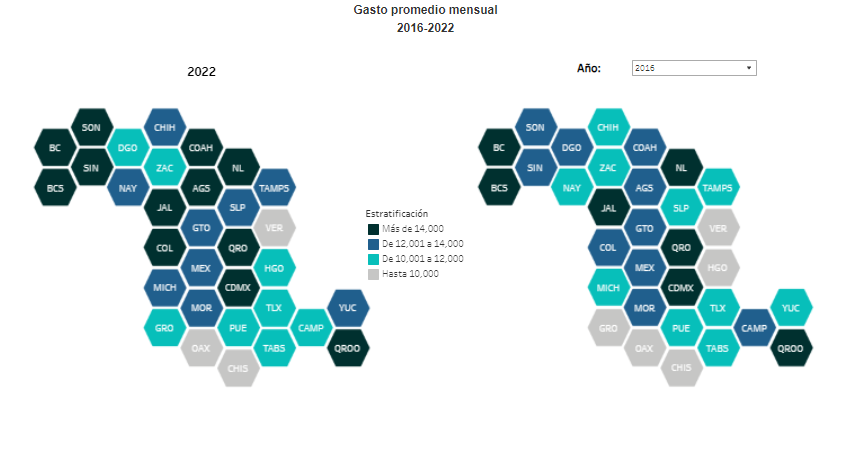 Gasto promedio mensual
2016-2022
2022
Año:
2016
SON
CHIH
BC
DGO
COAH
SIN
ZAC
NL
BCS
NAY
AGS
TAMPS
JAL
SLP
GTO
VER
COL
QRO
MEX
HGO
MICH
CDMX
MOR
TLX
YUC
GRO
PUE
CAMP
OAX
TABS
QROO
CHIS
Estratificación
Más de 14,000
De 12,001 a 14,000
De 10,001 a 12,000
Hasta 10,000
SON
CHIH
BC
DGO
COAH
SIN
ZAC
NL
BCS
NAY
AGS
TAMPS
JAL
SLP
GTO
VER
COL
QRO
MEX
HGO
MICH
CDMX
MOR
TLX
YUC
GRO
PUE
CAMP
OAX
TABS
QROO
CHIS